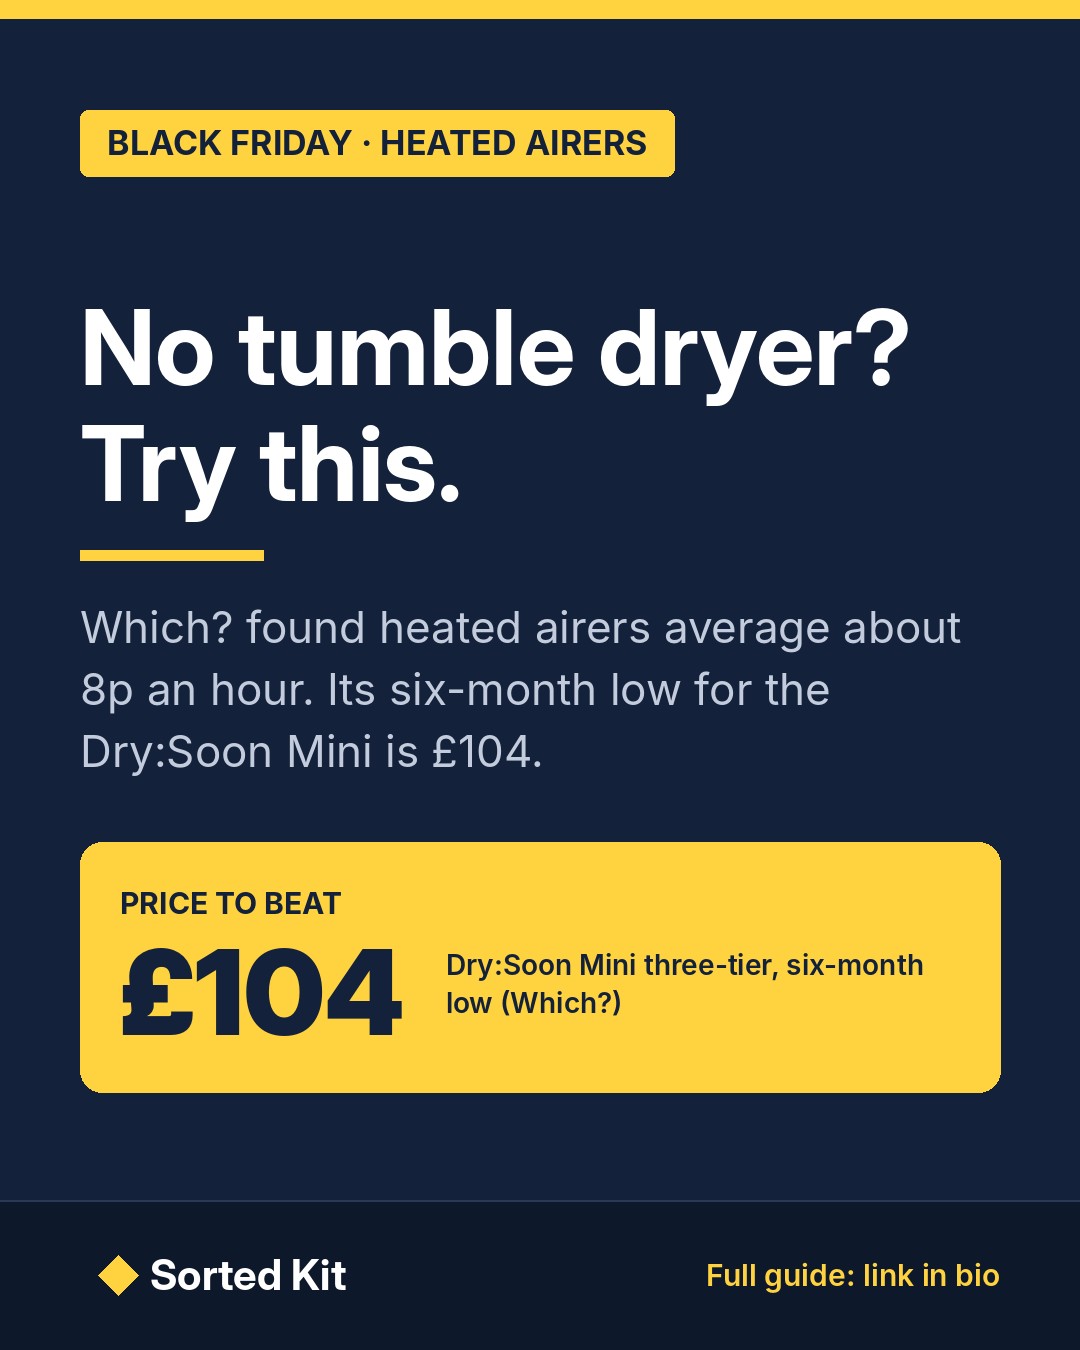 BLACK FRIDAY · HEATED AIRERS
No tumble dryer?
Try this.
Which? found heated airers average about
8p an hour. Its six-month low for the
Dry:Soon Mini is £104.
PRICE TO BEAT
£104
Dry:Soon Mini three-tier, six-month
low (Which?)
Sorted Kit
Full guide: link in bio